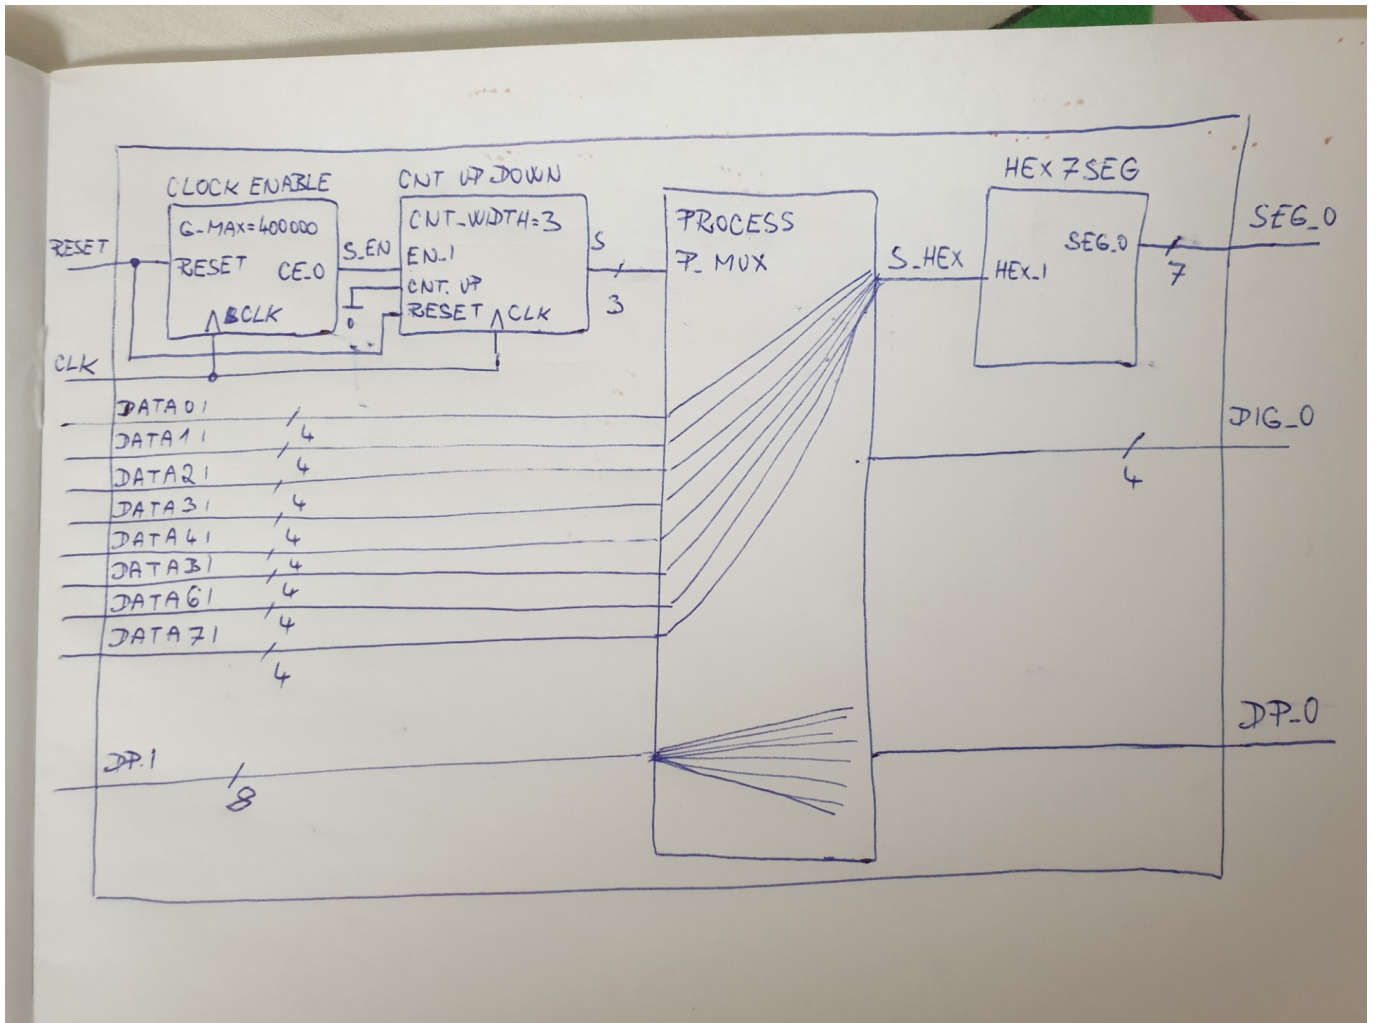 CLOCK ENABLE
G_MAX=400000
RESET
RESET
CE_O
CLK
CLK
S_EN
CNT UP DOWN
CNT_WIDTH=3
EN_I
CNT_UP
0
RESET
CLK
S
3
PROCESS
P_MUX
S_HEX
HEX 7SEG
HEX_I
SEG_O
7
SEG_O
DATA0I
4
DATA1I
4
DATA2I
4
DATA3I
4
DATA4I
4
DATA
4
DATA6I
4
DATA7I
4
DIG_O
4
DP_I
8
DP_O